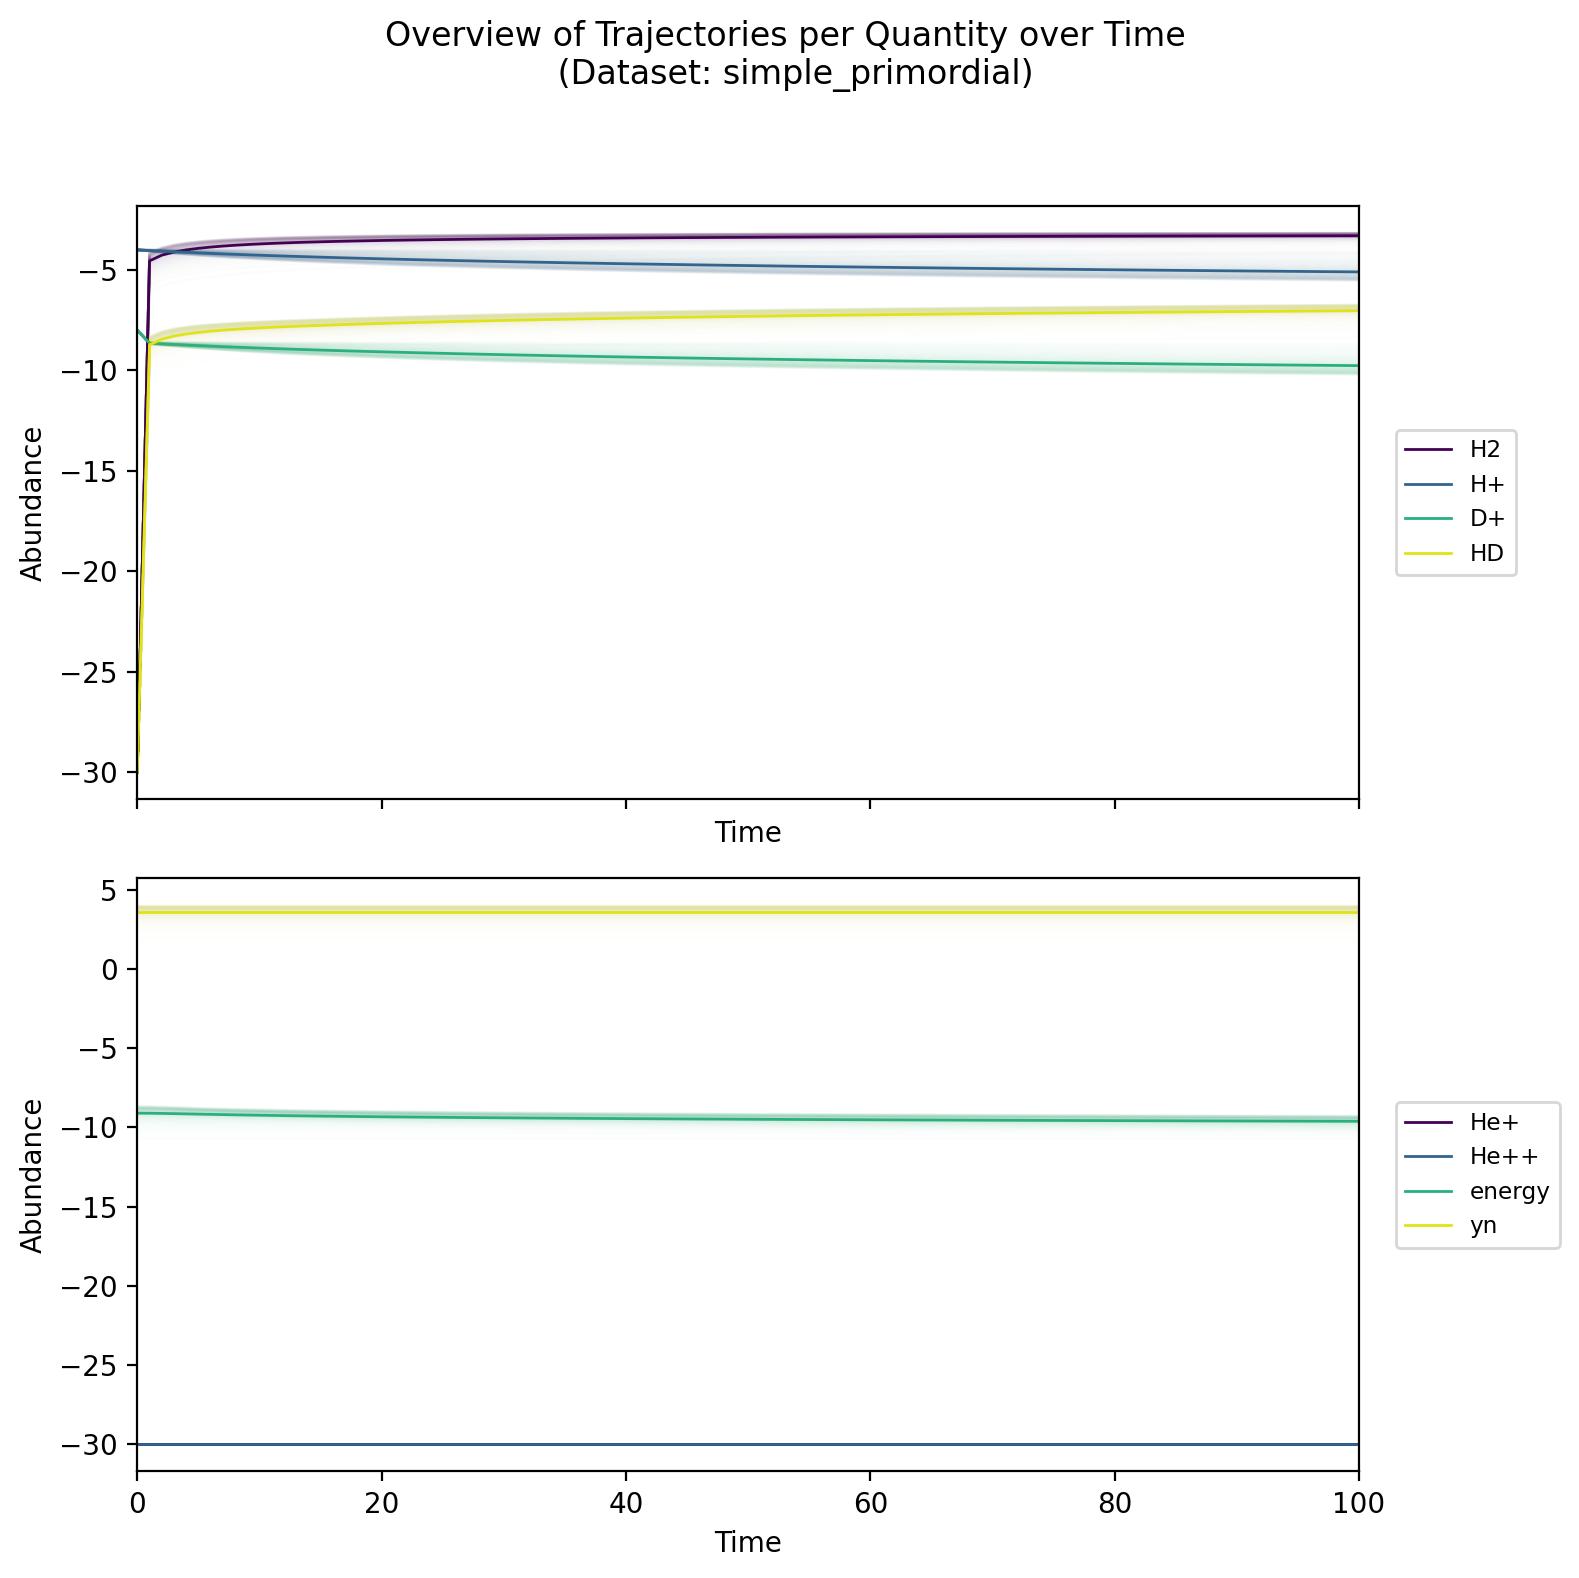 Overview of Trajectories per Quantity over Time
(Dataset: simple_primordial)
−5
−10
−15
−20
−25
−30
Abundance
Time
H2
H+
D+
HD
5
0
−5
−10
−15
−20
−25
−30
Abundance
0 20 40 60 80 100
Time
He+
He++
energy
yn